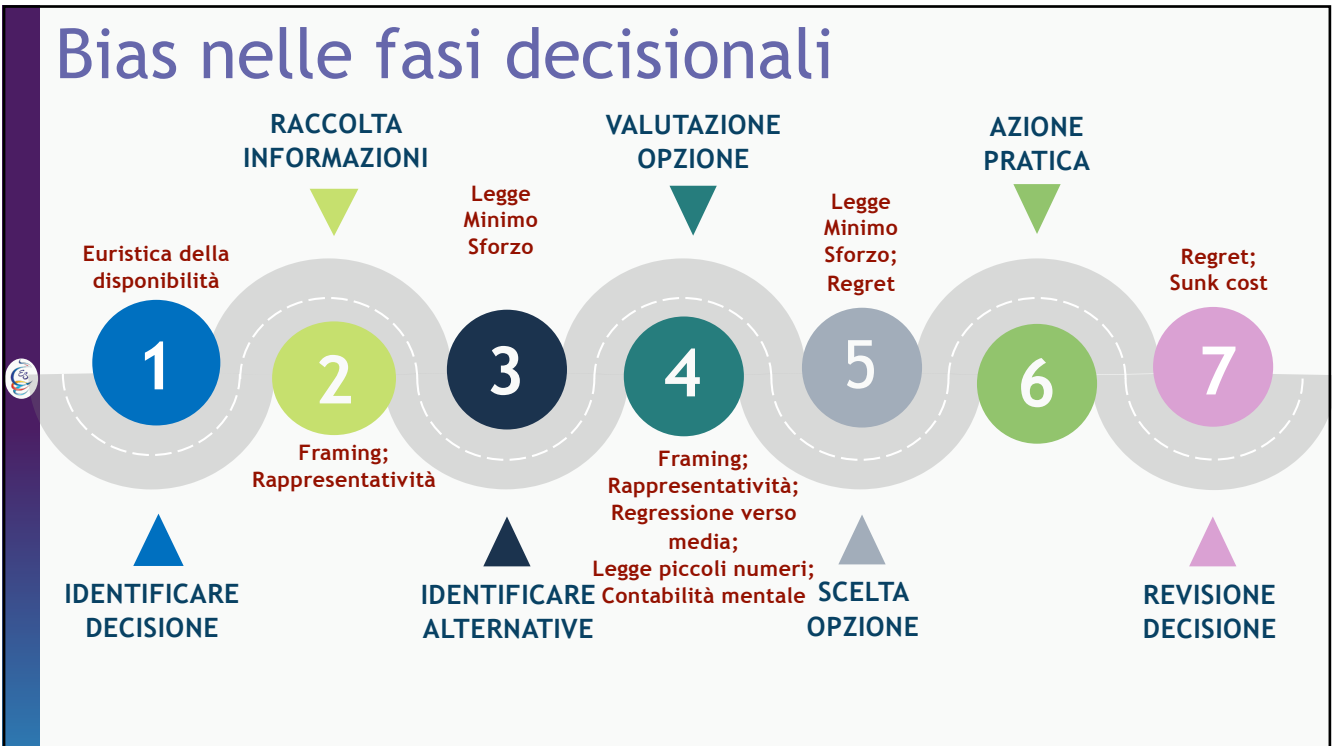 Bias nelle fasi decisionali
RACCOLTA
INFORMAZIONI
VALUTAZIONE
OPZIONE
AZIONE
PRATICA
Euristica della
disponibilità
Legge
Minimo
Sforzo
Legge
Minimo
Sforzo;
Regret
Regret;
Sunk cost
1
2
3
4
5
6
7
Framing;
Rappresentatività
Framing;
Rappresentatività;
Regressione verso
media;
Legge piccoli numeri;
Contabilità mentale
IDENTIFICARE
DECISIONE
IDENTIFICARE
ALTERNATIVE
SCELTA
OPZIONE
REVISIONE
DECISIONE